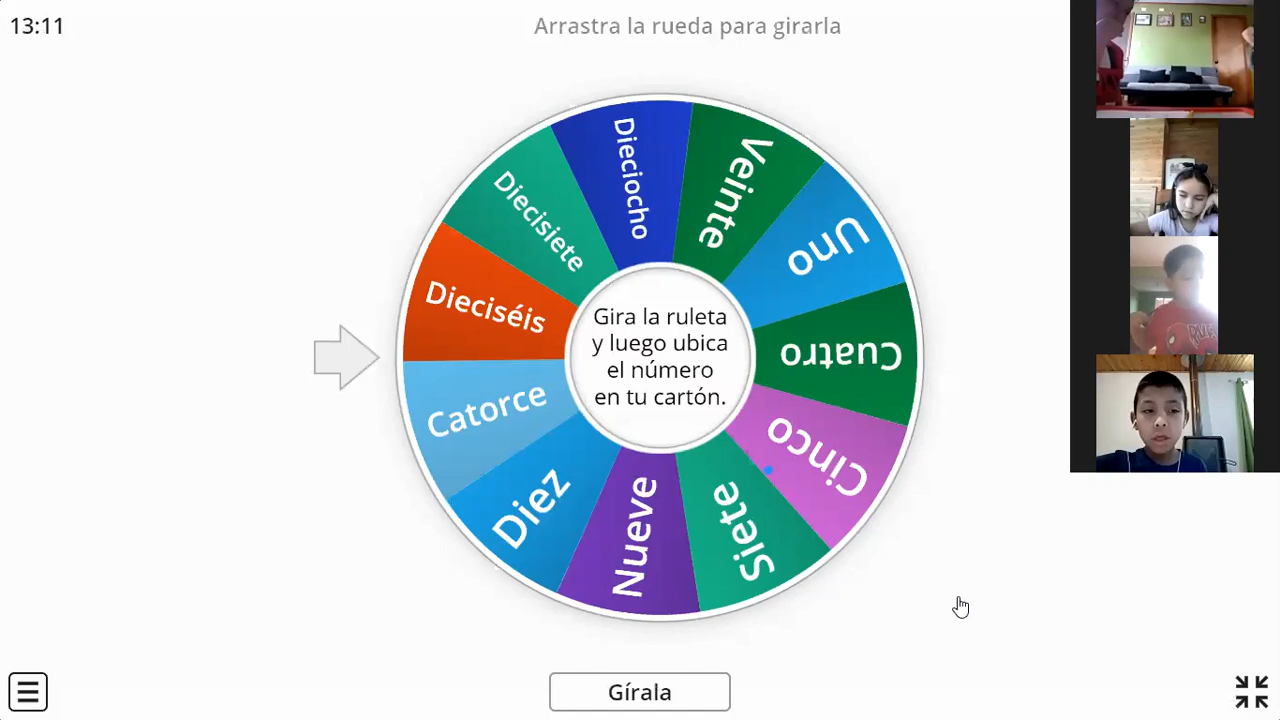 13:11
Arrastra la rueda para girarla
Dieciocho
Veinte
Uno
Cuatro
Cinco
Siete
Nueve
Diez
Catorce
Dieciséis
Diecisiete
Gira la ruleta
y luego ubica
el número
en tu cartón.
Gírala